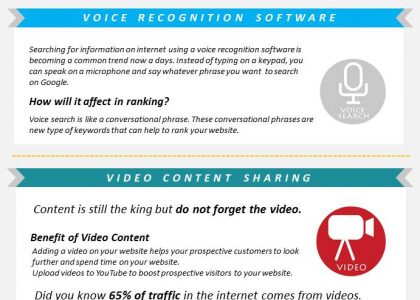 VOICE RECOGNITION SOFTWARE
Searching for information on internet using a voice recognition software is
becoming a common trend now a days. Instead of typing on a keypad, you
can speak on a microphone and say whatever phrase you want to search
on Google.
How will it affect in ranking?
Voice search is like a conversational phrase. These conversational phrases are
new type of keywords that can help to rank your website.
VOICE
SEARCH
VIDEO CONTENT SHARING
Content is still the king but do not forget the video.
Benefit of Video Content
Adding a video on your website helps your prospective customers to look
further and spend time on your website.
Upload videos to YouTube to boost prospective visitors to your website.
VIDEO
Did you know 65% of traffic in the internet comes from videos.